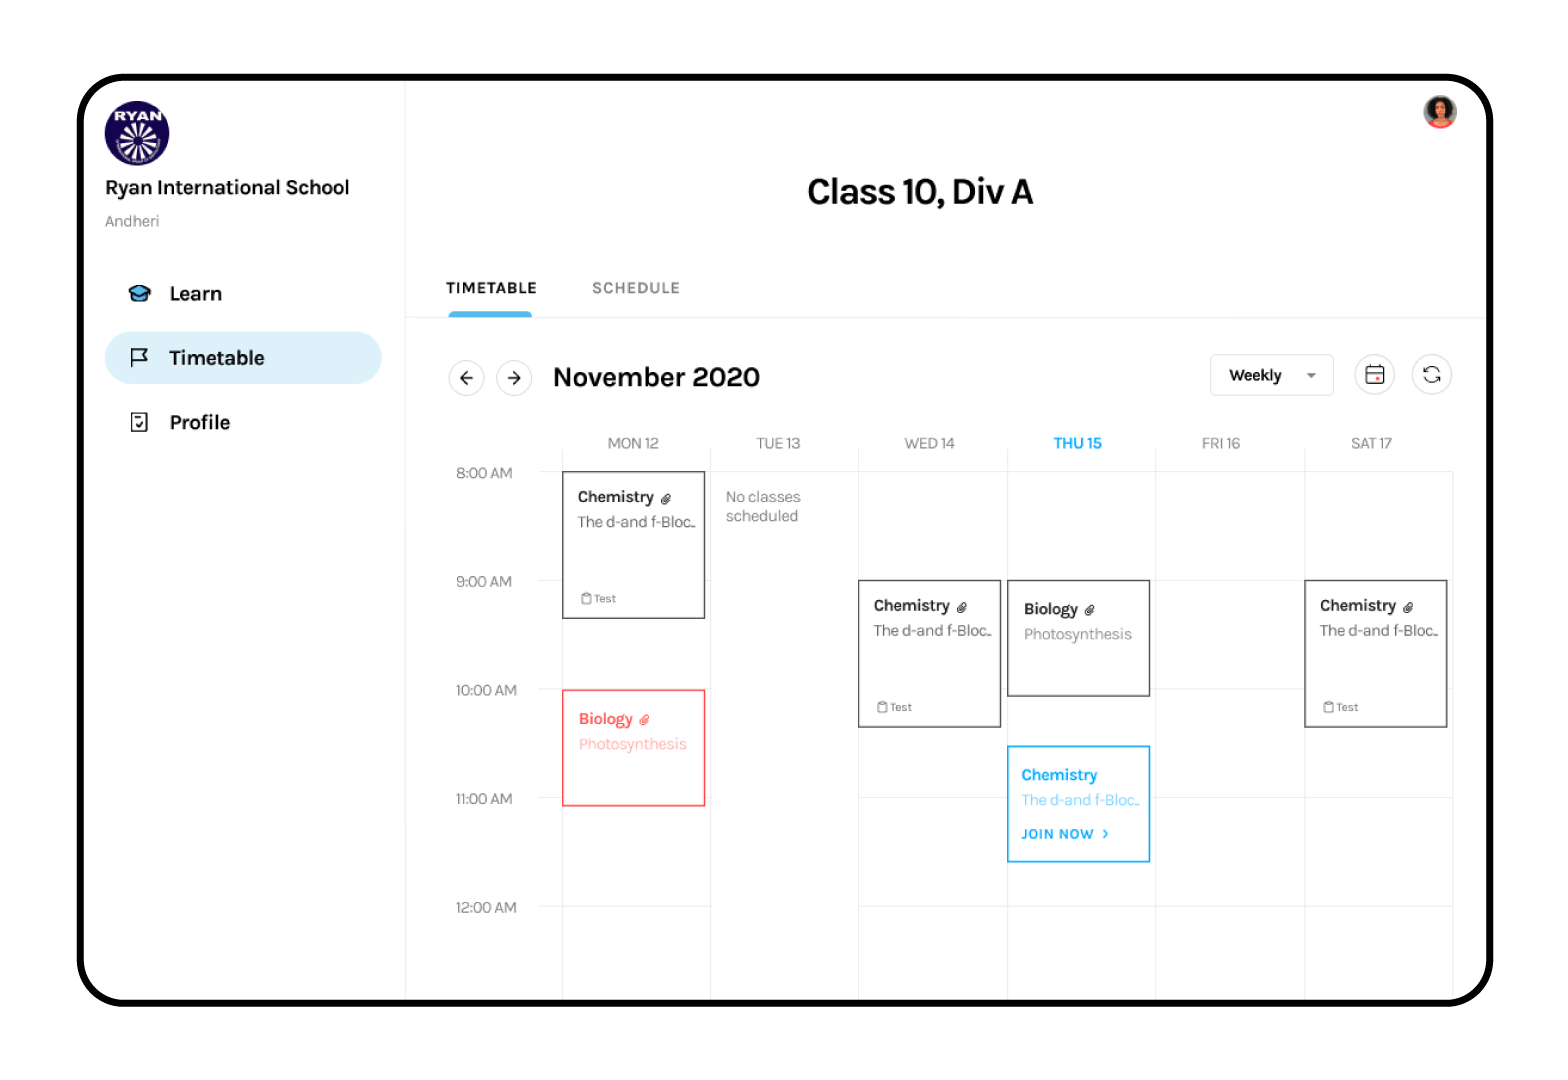 RYAN
Ryan International School
Andheri
Learn
Timetable
Profile
Class 10, Div A
TIMETABLE
SCHEDULE
November 2020
Weekly
MON 12
TUE 13
WED 14
THU 15
FRI 16
SAT 17
8:00 AM
Chemistry
The d-and f-Bloc..
Test
No classes
scheduled
9:00 AM
Chemistry
The d-and f-Bloc..
Test
Biology
Photosynthesis
Chemistry
The d-and f-Bloc..
Test
10:00 AM
Biology
Photosynthesis
Chemistry
The d-and f-Bloc..
JOIN NOW
11:00 AM
12:00 AM